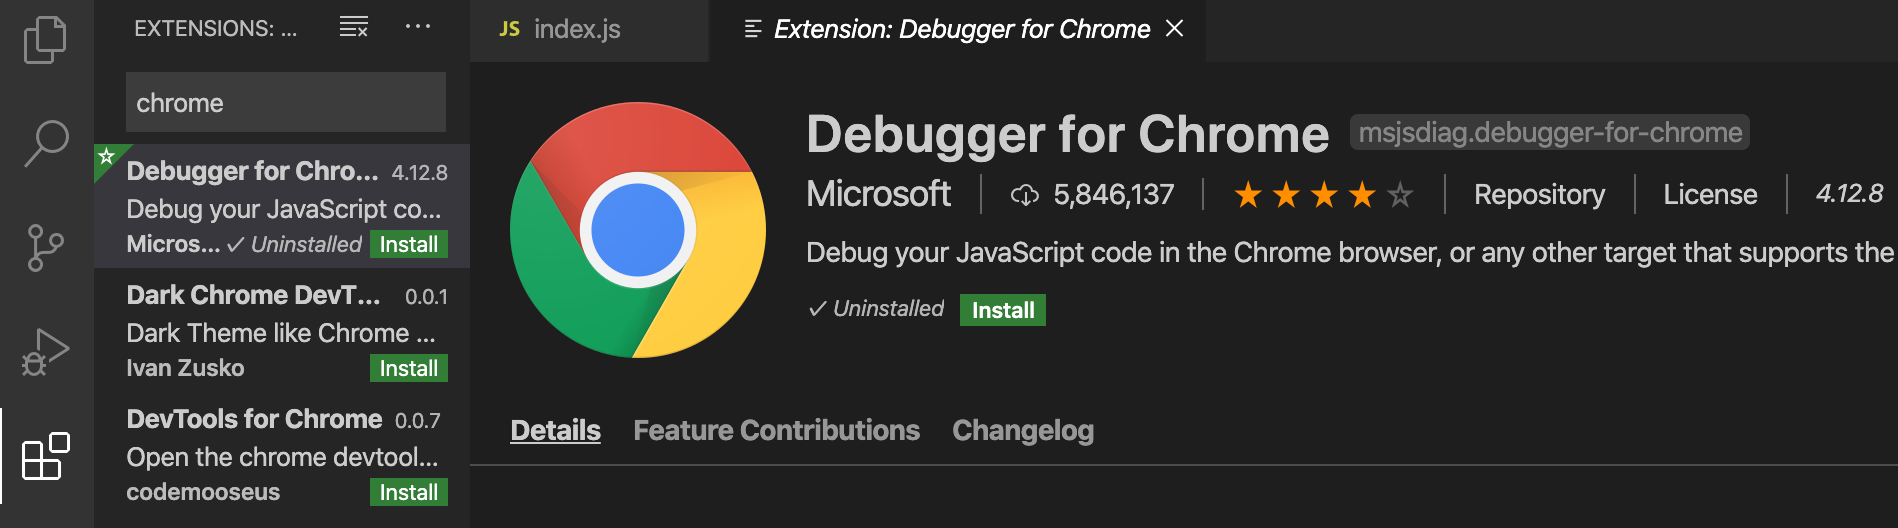 EXTENSIONS: ...
chrome
Debugger for Chro... 4.12.8
Debug your JavaScript co...
Micros... ✓ Uninstalled Install
Dark Chrome DevT... 0.0.1
Dark Theme like Chrome ...
Ivan Zusko Install
DevTools for Chrome 0.0.7
Open the chrome devtool...
codemooseus Install
JS index.js
Extension: Debugger for Chrome
Debugger for Chrome msjsdiag.debugger-for-chrome
Microsoft 5,846,137 Repository License 4.12.8
Debug your JavaScript code in the Chrome browser, or any other target that supports the
✓ Uninstalled Install
Details Feature Contributions Changelog